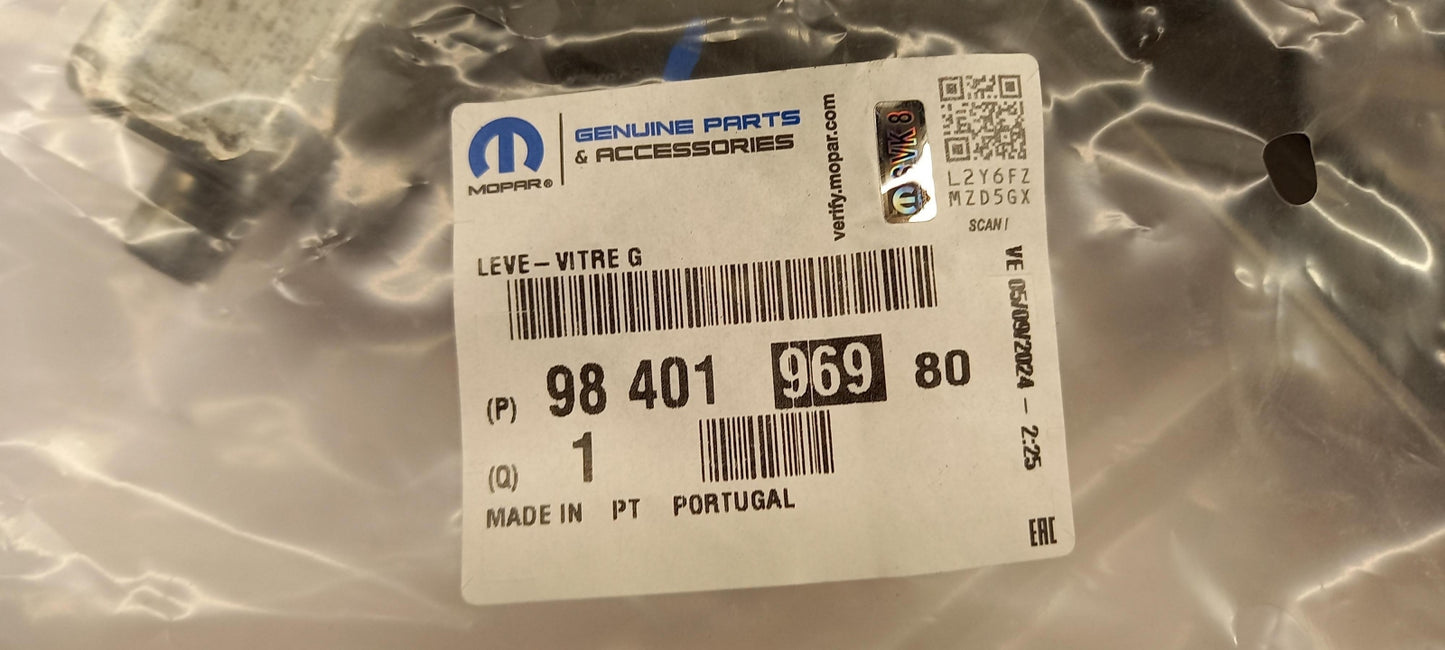 MOPAR®
GENUINE PARTS
& ACCESSORIES
verify.mopar.com
L2Y6FZ
MZD5GX
SCAN!
LEVE-VITRE G
(P) 98 401 969 80
(Q) 1
MADE IN PT PORTUGAL
VE 05/09/2024 - 2:25
EAC